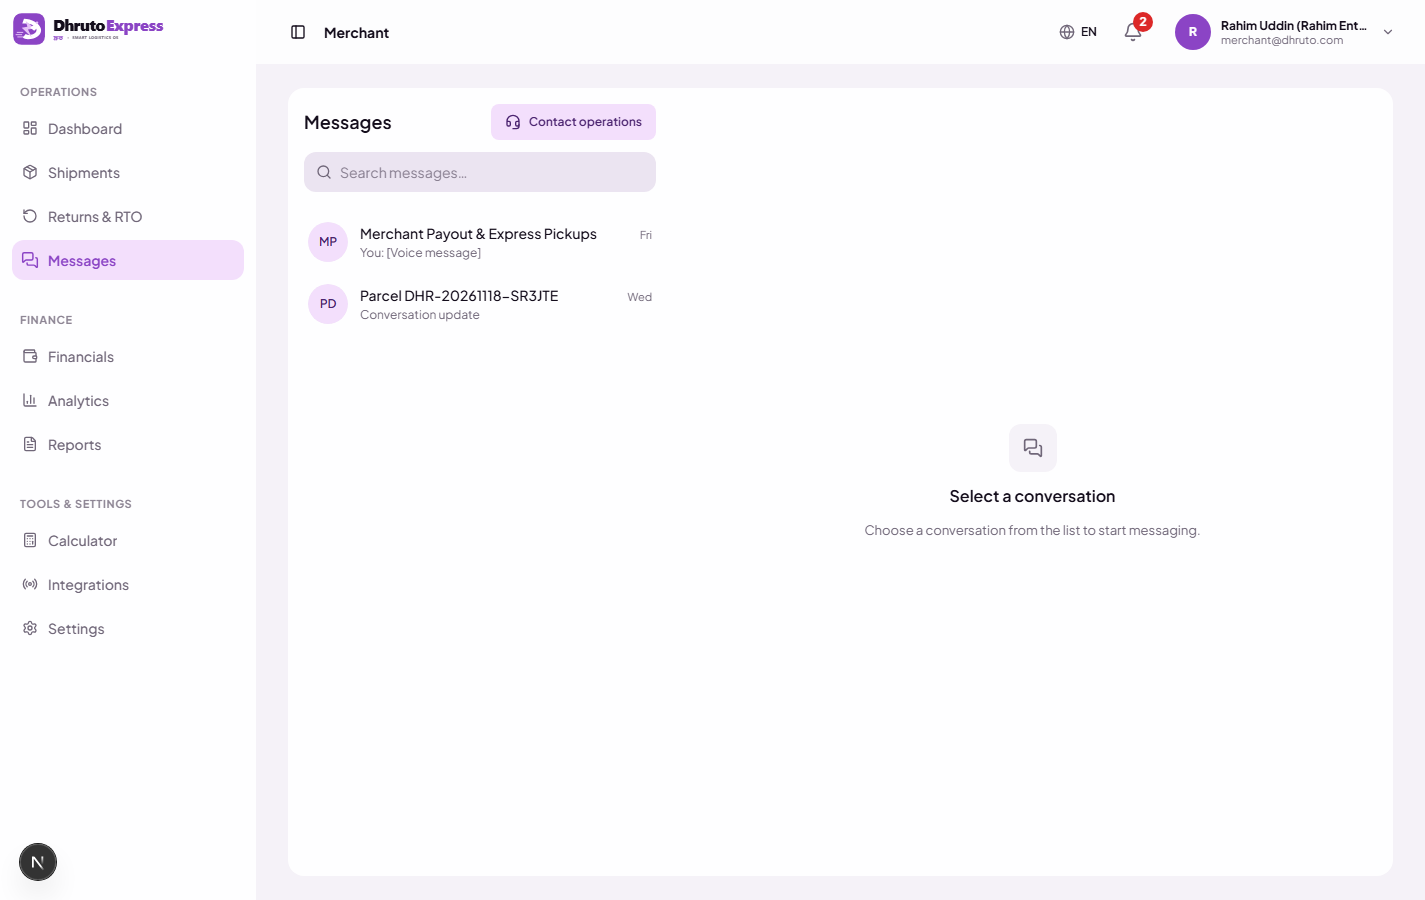 DhrutoExpress
SMART LOGISTICS OS
Merchant
EN
2
R
Rahim Uddin (Rahim Ent...
merchant@dhruto.com
OPERATIONS
Dashboard
Shipments
Returns & RTO
Messages
FINANCE
Financials
Analytics
Reports
TOOLS & SETTINGS
Calculator
Integrations
Settings
N
Messages
Contact operations
Search messages...
MP
Merchant Payout & Express Pickups
Fri
You: [Voice message]
PD
Parcel DHR-20261118-SR3JTE
Wed
Conversation update
Select a conversation
Choose a conversation from the list to start messaging.